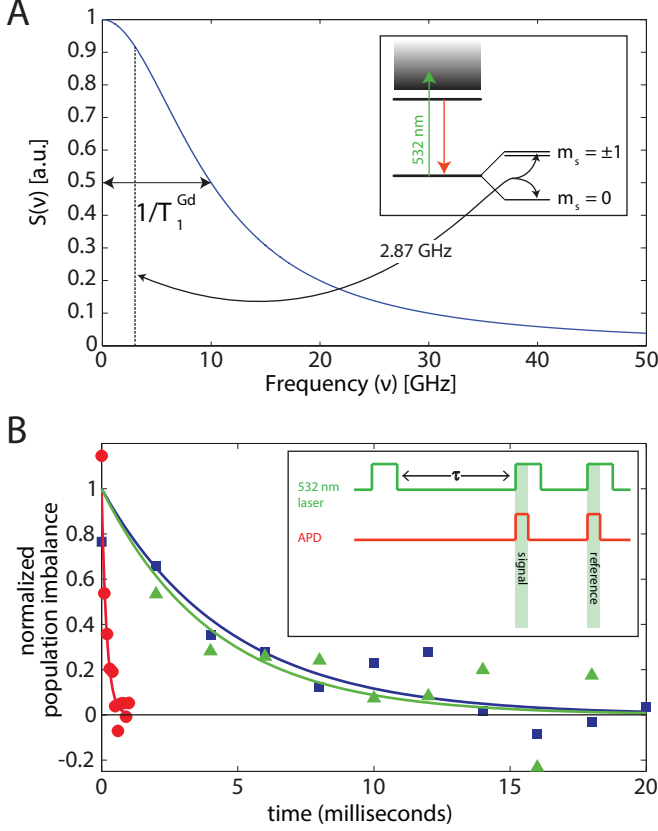 A
1
0.9
0.8
0.7
0.6
0.5
0.4
0.3
0.2
0.1
0
S(ν) [a.u.]
1/T₁ᴳᵈ
532 nm
mₛ = ±1
mₛ = 0
2.87 GHz
0 10 20 30 40 50
Frequency (ν) [GHz]
B
1
0.8
0.6
0.4
0.2
0
-0.2
normalized
population imbalance
532 nm
laser
τ
APD
signal
reference
0 5 10 15 20
time (milliseconds)